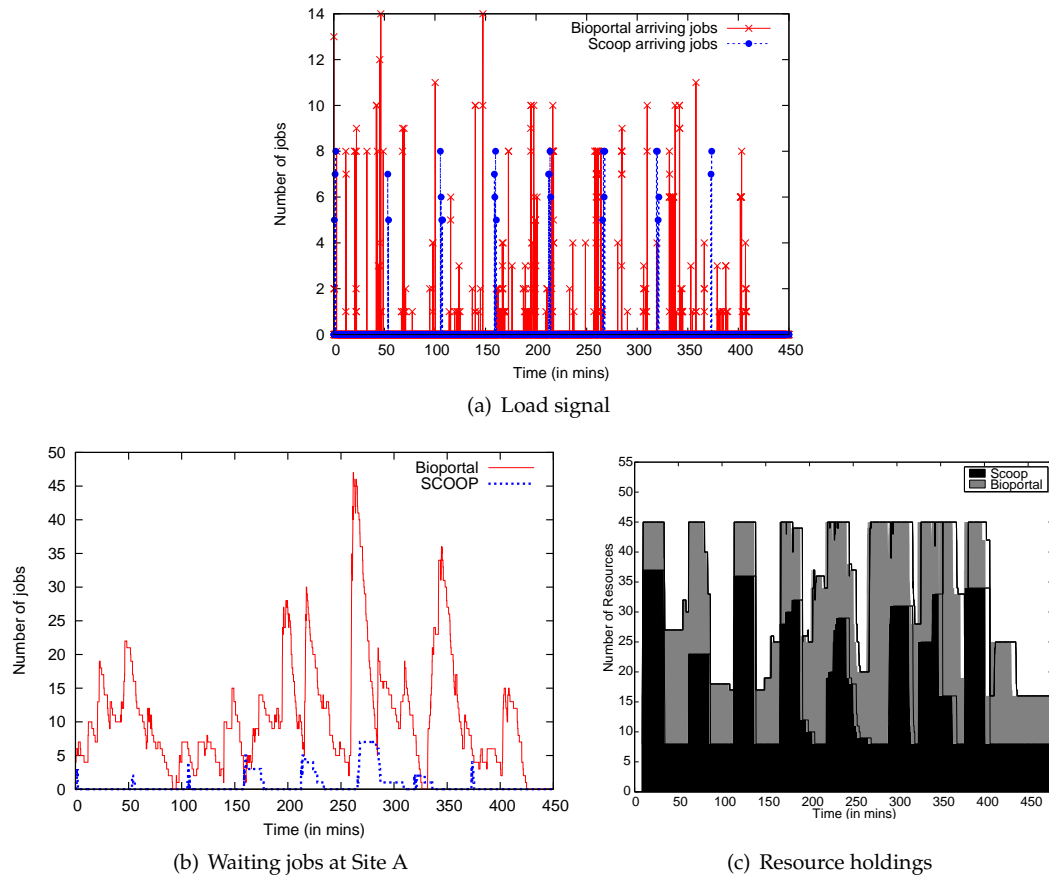 14
12
10
8
6
4
2
0
Number of jobs
Bioportal arriving jobs
Scoop arriving jobs
0 50 100 150 200 250 300 350 400 450
Time (in mins)
(a) Load signal
50
45
40
35
30
25
20
15
10
5
0
Number of jobs
Bioportal
SCOOP
0 50 100 150 200 250 300 350 400 450
Time (in mins)
(b) Waiting jobs at Site A
55
50
45
40
35
30
25
20
15
10
5
0
Number of Resources
Scoop
Bioportal
0 50 100 150 200 250 300 350 400 450
Time (in mins)
(c) Resource holdings